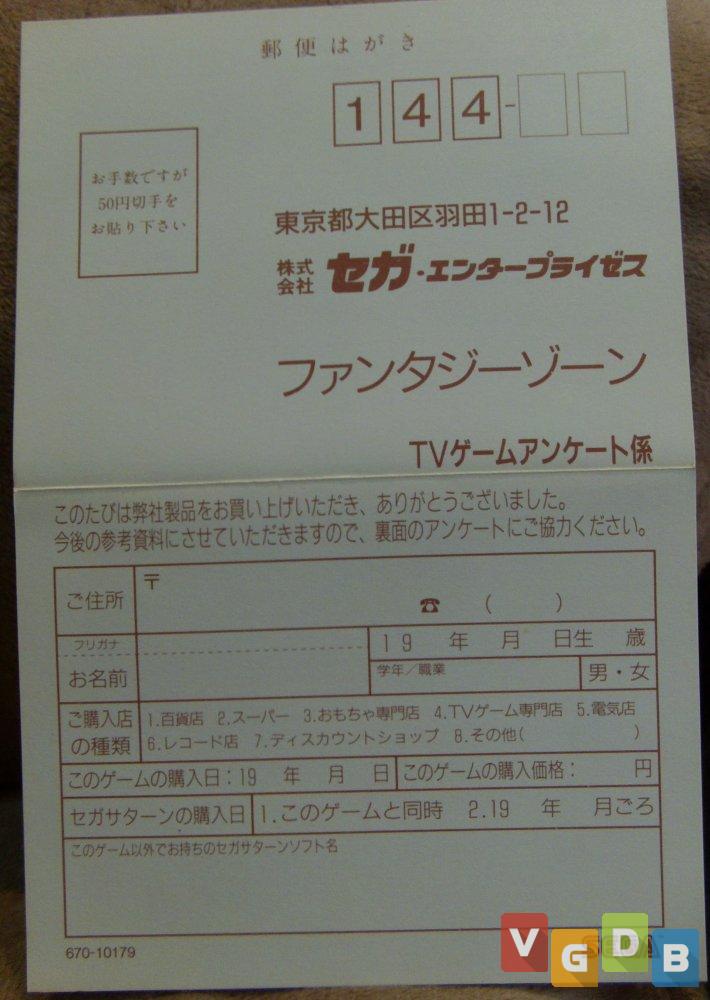 郵便はがき
144-
お手数ですが
50円切手を
お貼り下さい
東京都大田区羽田1-2-12
株式会社 セガ・エンタープライゼス
ファンタジーゾーン
TVゲームアンケート係
このたびは弊社製品をお買い上げいただき、ありがとうございました。
今後の参考資料にさせていただきますので、裏面のアンケートにご協力ください。
ご住所 〒
☎ ( )
フリガナ
お名前
19 年 月 日生 歳
学年/職業 男・女
ご購入店の種類
1.百貨店 2.スーパー 3.おもちゃ専門店 4.TVゲーム専門店 5.電気店
6.レコード店 7.ディスカウントショップ 8.その他( )
このゲームの購入日:19 年 月 日 このゲームの購入価格: 円
セガサターンの購入日 1.このゲームと同時 2.19 年 月ごろ
このゲーム以外でお持ちのセガサターンソフト名
670-10179
SEGA
VGDB